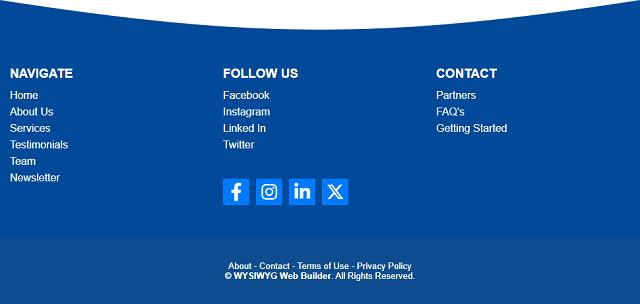 NAVIGATE
Home
About Us
Services
Testimonials
Team
Newsletter
FOLLOW US
Facebook
Instagram
Linked In
Twitter
CONTACT
Partners
FAQ's
Getting Started
About - Contact - Terms of Use - Privacy Policy
© WYSIWYG Web Builder. All Rights Reserved.